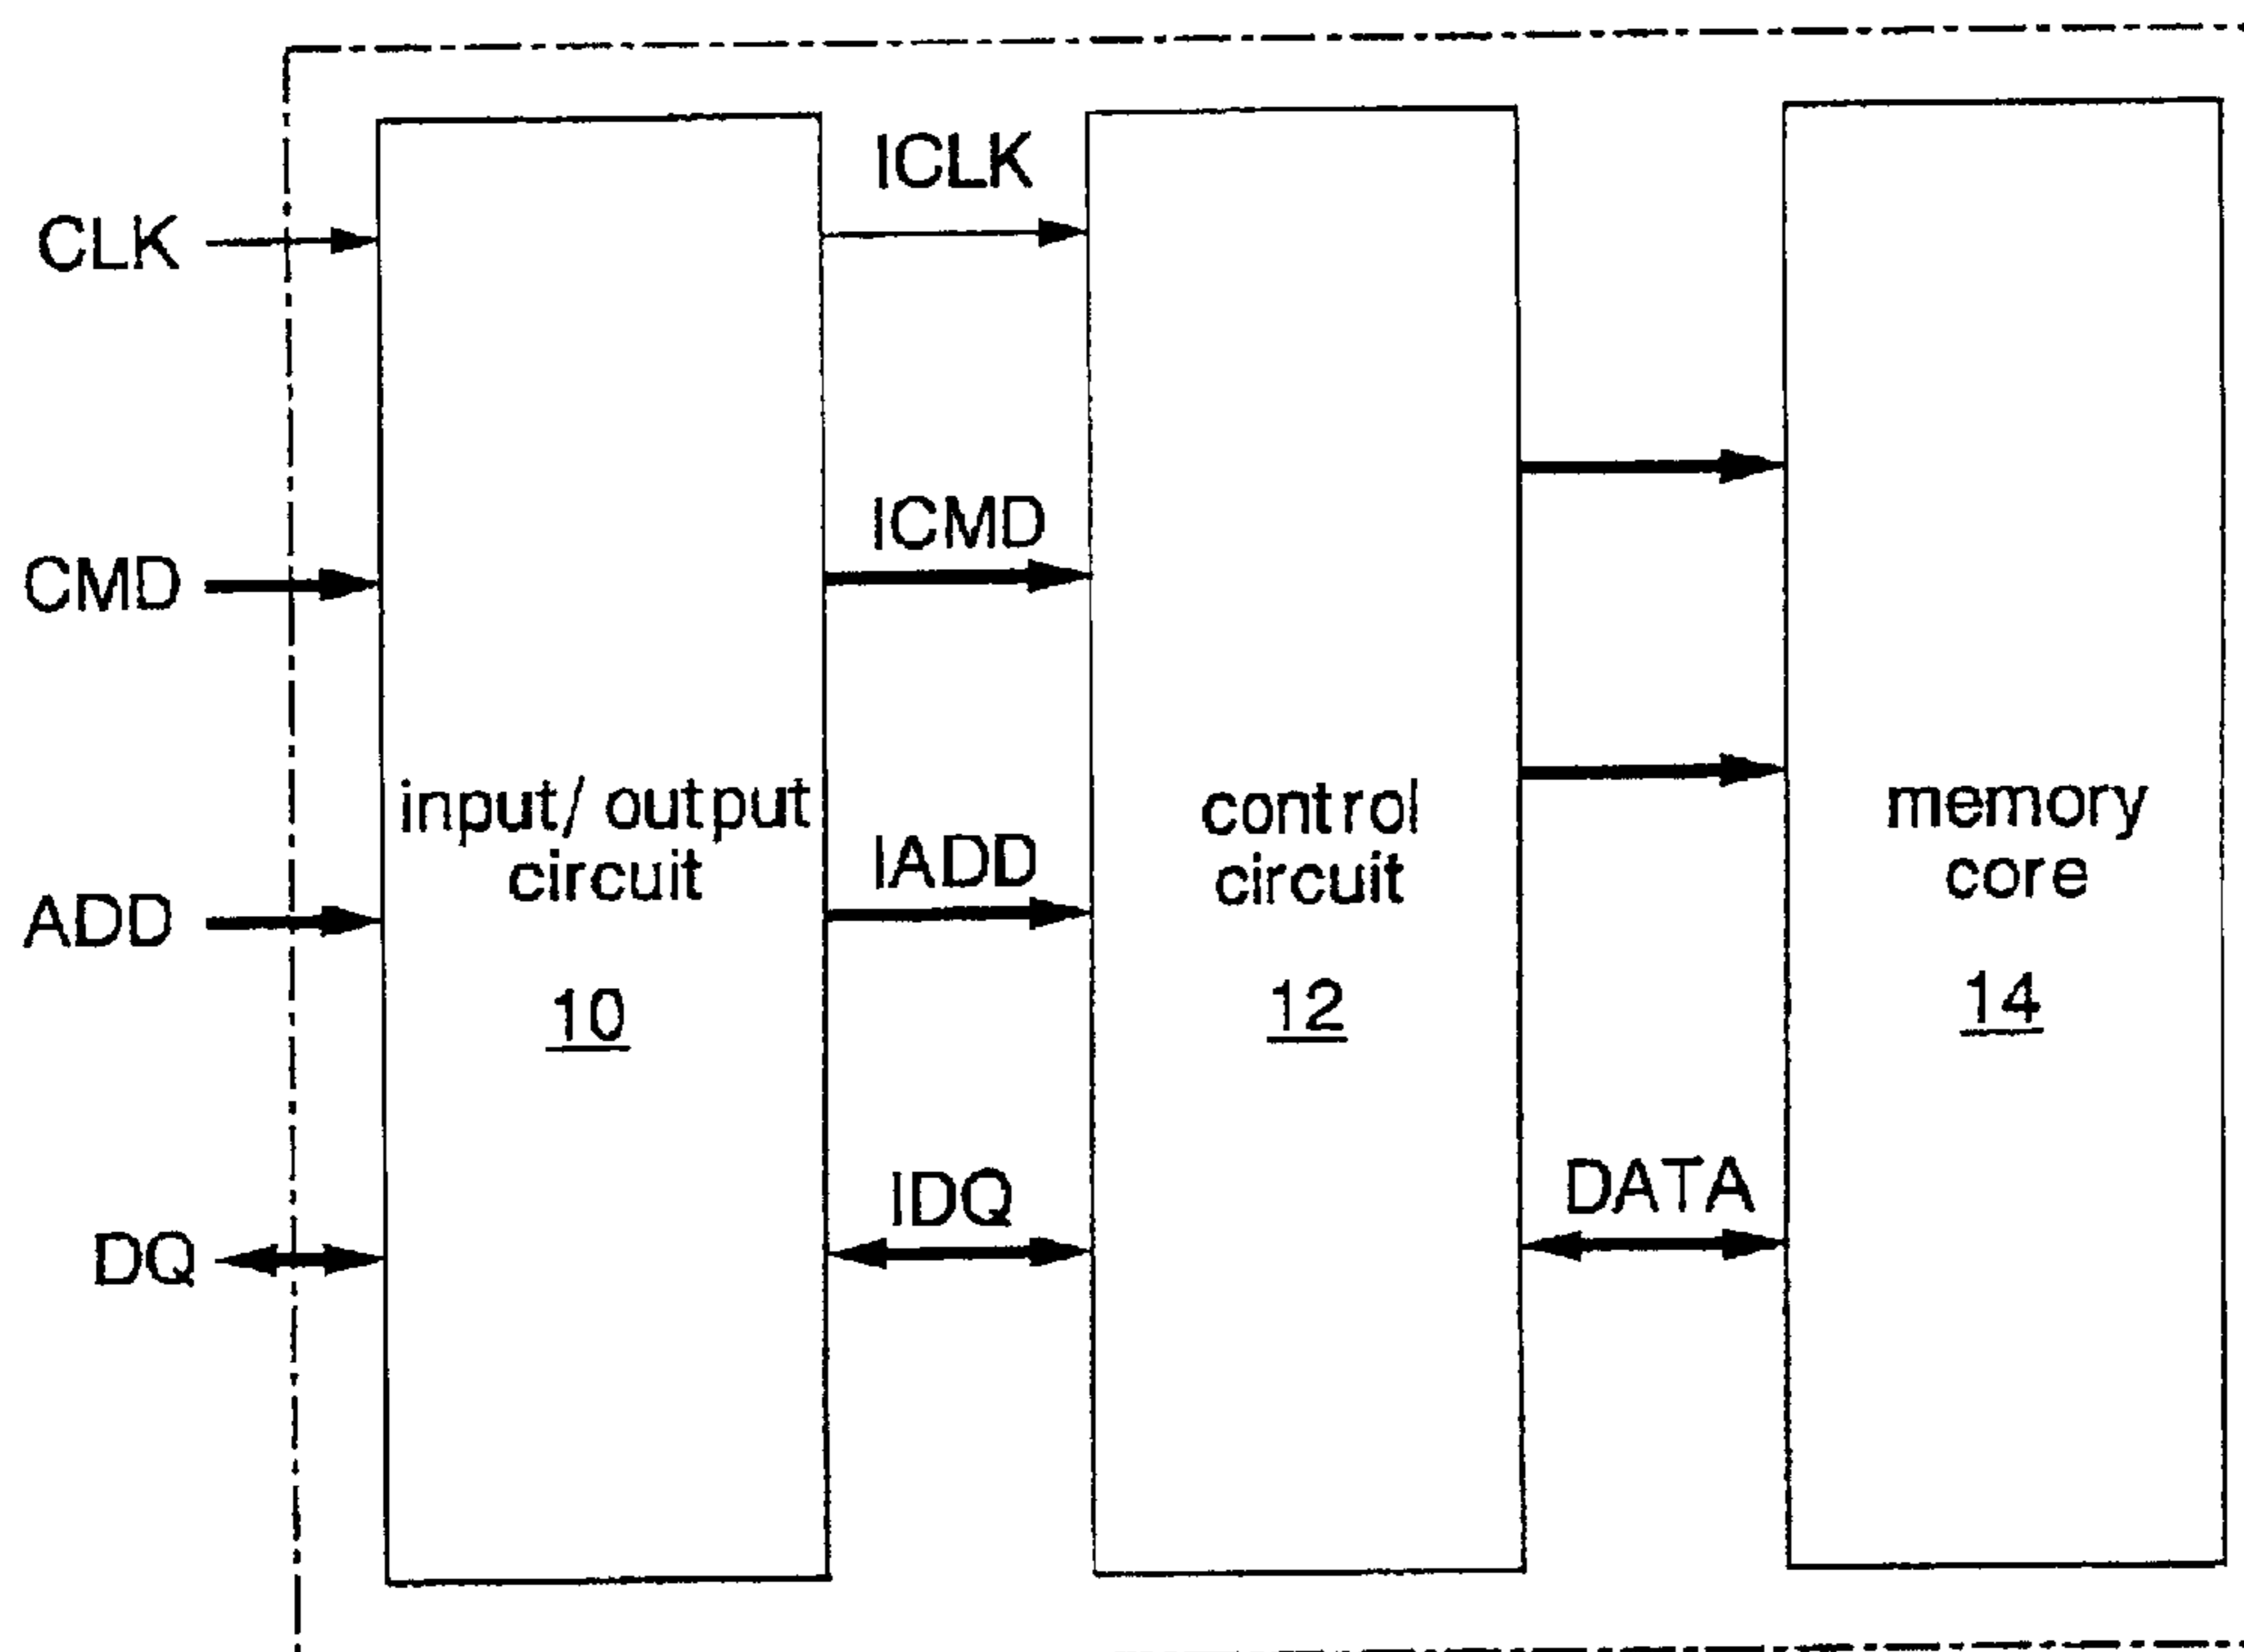 CLK
CMD
ADD
DQ
input/output
circuit
10
ICLK
ICMD
IADD
IDQ
control
circuit
12
DATA
memory
core
14